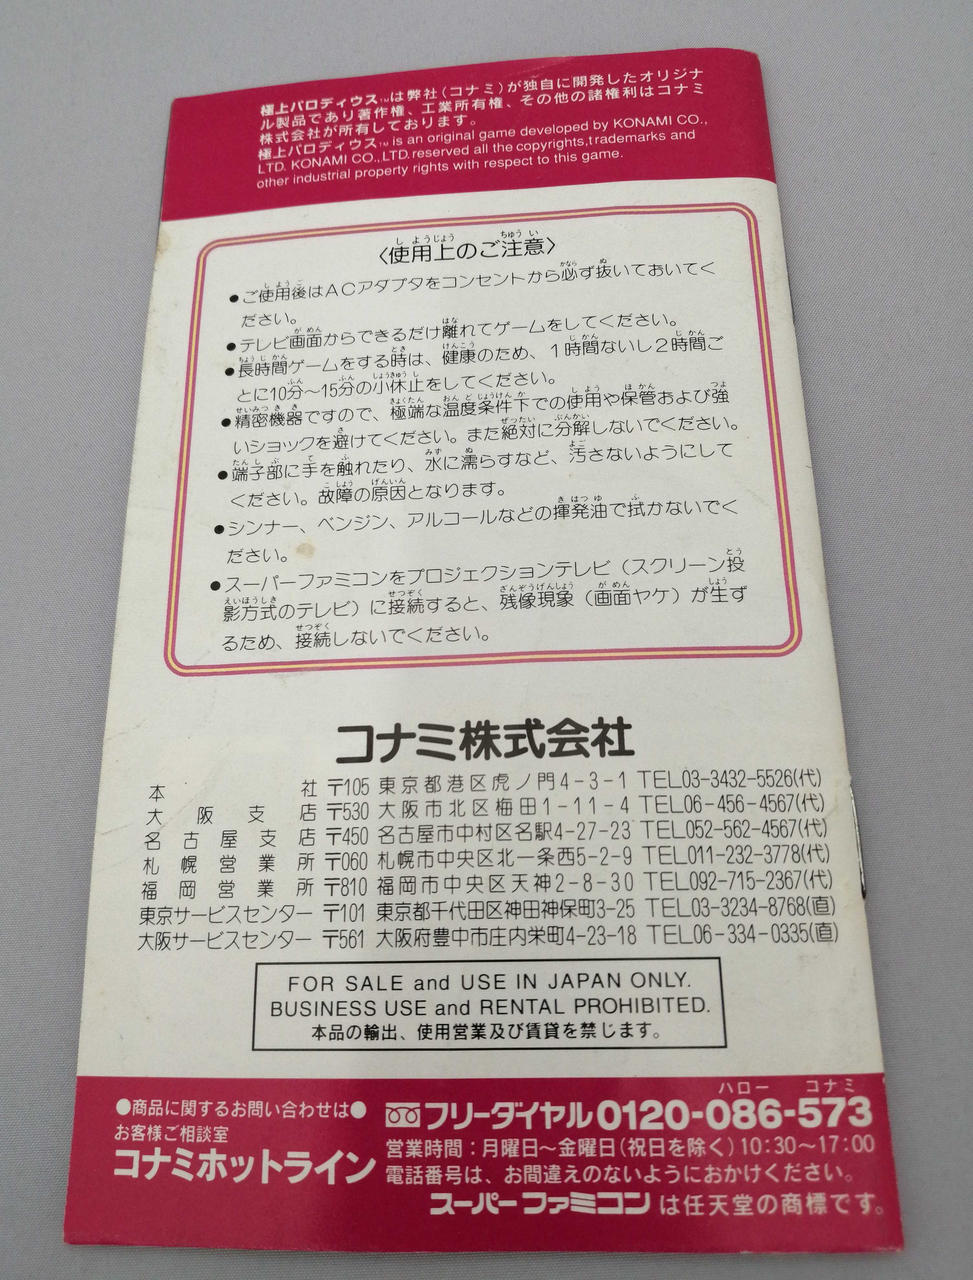 極上パロディウス™は弊社(コナミ)が独自に開発したオリジナ
ル製品であり著作権、工業所有権、その他の諸権利はコナミ
株式会社が所有しております。
極上パロディウス™ is an original game developed by KONAMI CO.,
LTD. KONAMI CO.,LTD. reserved all the copyrights,trademarks and
other industrial property rights with respect to this game.
〈使用上のご注意〉
●ご使用後はACアダプタをコンセントから必ず抜いておいてく
ださい。
●テレビ画面からできるだけ離れてゲームをしてください。
●長時間ゲームをする時は、健康のため、1時間ないし2時間ご
とに10分～15分の小休止をしてください。
●精密機器ですので、極端な温度条件下での使用や保管および強
いショックを避けてください。また絶対に分解しないでください。
●端子部に手を触れたり、水に濡らすなど、汚さないようにして
ください。故障の原因となります。
●シンナー、ベンジン、アルコールなどの揮発油で拭かないでく
ださい。
●スーパーファミコンをプロジェクションテレビ(スクリーン投
影方式のテレビ)に接続すると、残像現象(画面ヤケ)が生ず
るため、接続しないでください。
コナミ株式会社
本社 〒105 東京都港区虎ノ門4-3-1 TEL03-3432-5526(代)
大阪支店 〒530 大阪市北区梅田1-11-4 TEL06-456-4567(代)
名古屋支店 〒450 名古屋市中村区名駅4-27-23 TEL052-562-4567(代)
札幌営業所 〒060 札幌市中央区北一条西5-2-9 TEL011-232-3778(代)
福岡営業所 〒810 福岡市中央区天神2-8-30 TEL092-715-2367(代)
東京サービスセンター 〒101 東京都千代田区神田神保町3-25 TEL03-3234-8768(直)
大阪サービスセンター 〒561 大阪府豊中市庄内栄町4-23-18 TEL06-334-0335(直)
FOR SALE and USE IN JAPAN ONLY.
BUSINESS USE and RENTAL PROHIBITED.
本品の輸出、使用営業及び賃貸を禁じます。
●商品に関するお問い合わせは●
お客様ご相談室
コナミホットライン
ハロー コナミ
フリーダイヤル0120-086-573
営業時間：月曜日～金曜日(祝日を除く)10:30～17:00
電話番号は、お間違えのないようにおかけください。
スーパーファミコンは任天堂の商標です。